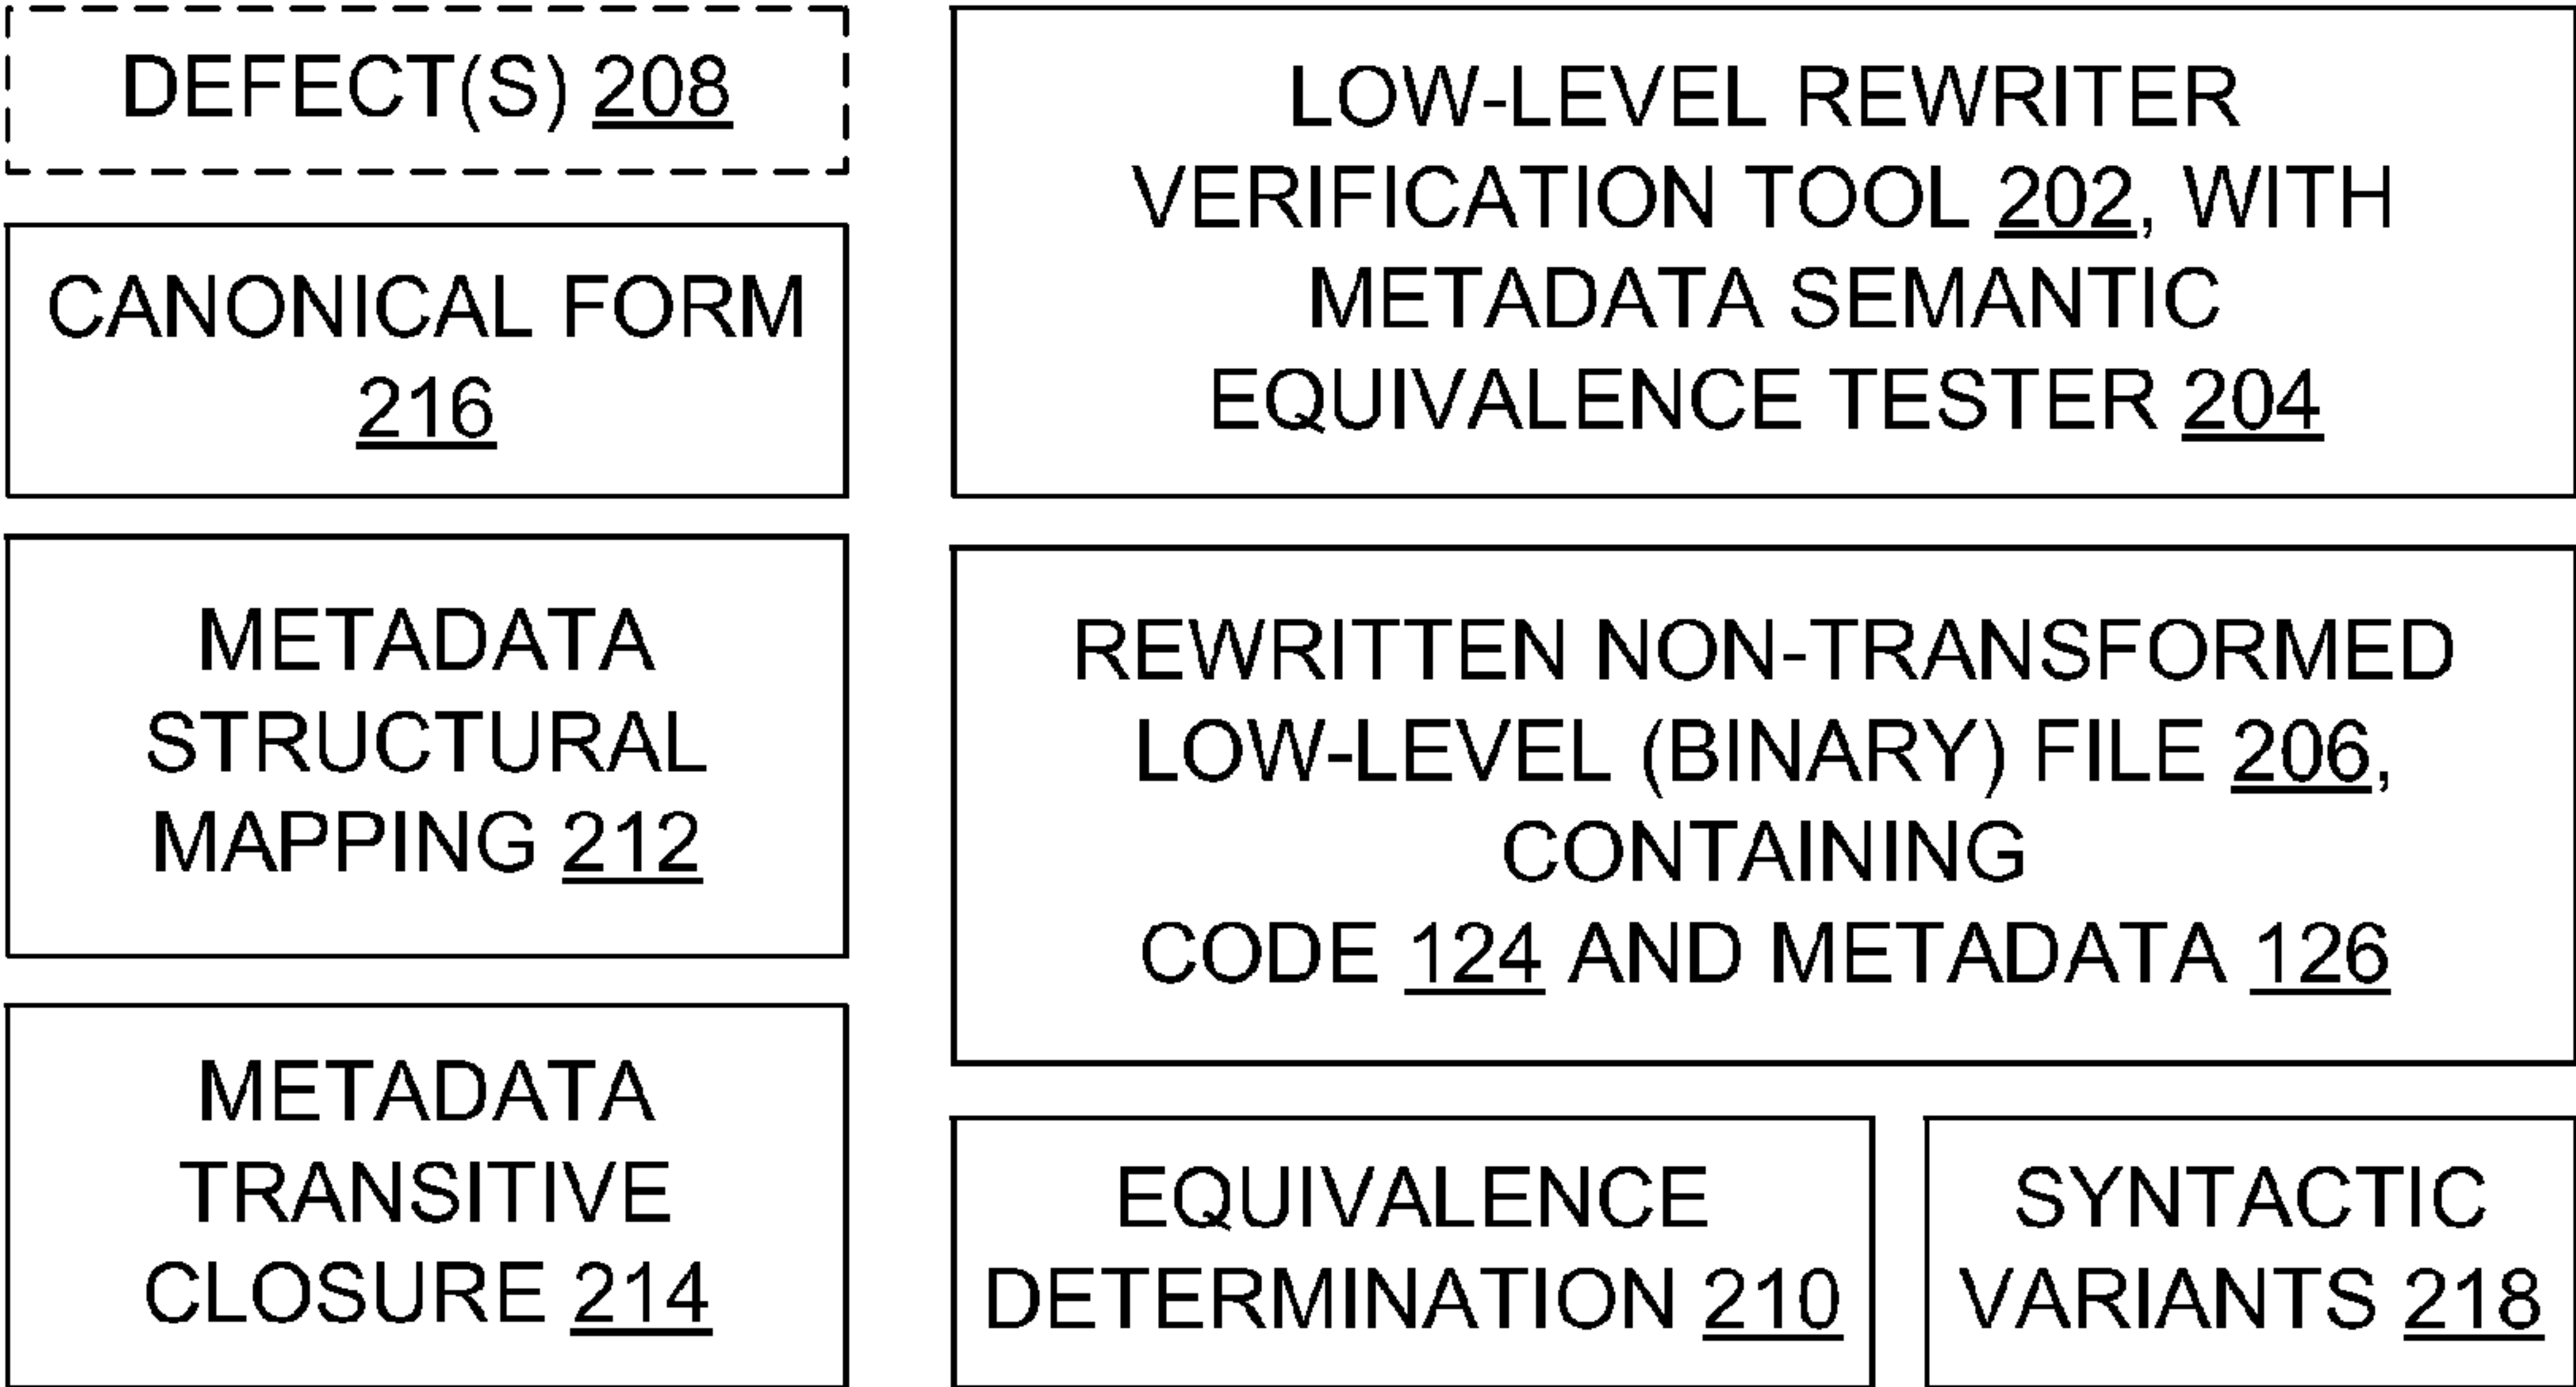 DEFECT(S) 208
CANONICAL FORM
216
METADATA
STRUCTURAL
MAPPING 212
METADATA
TRANSITIVE
CLOSURE 214
LOW-LEVEL REWRITER
VERIFICATION TOOL 202, WITH
METADATA SEMANTIC
EQUIVALENCE TESTER 204
REWRITTEN NON-TRANSFORMED
LOW-LEVEL (BINARY) FILE 206,
CONTAINING
CODE 124 AND METADATA 126
EQUIVALENCE
DETERMINATION 210
SYNTACTIC
VARIANTS 218